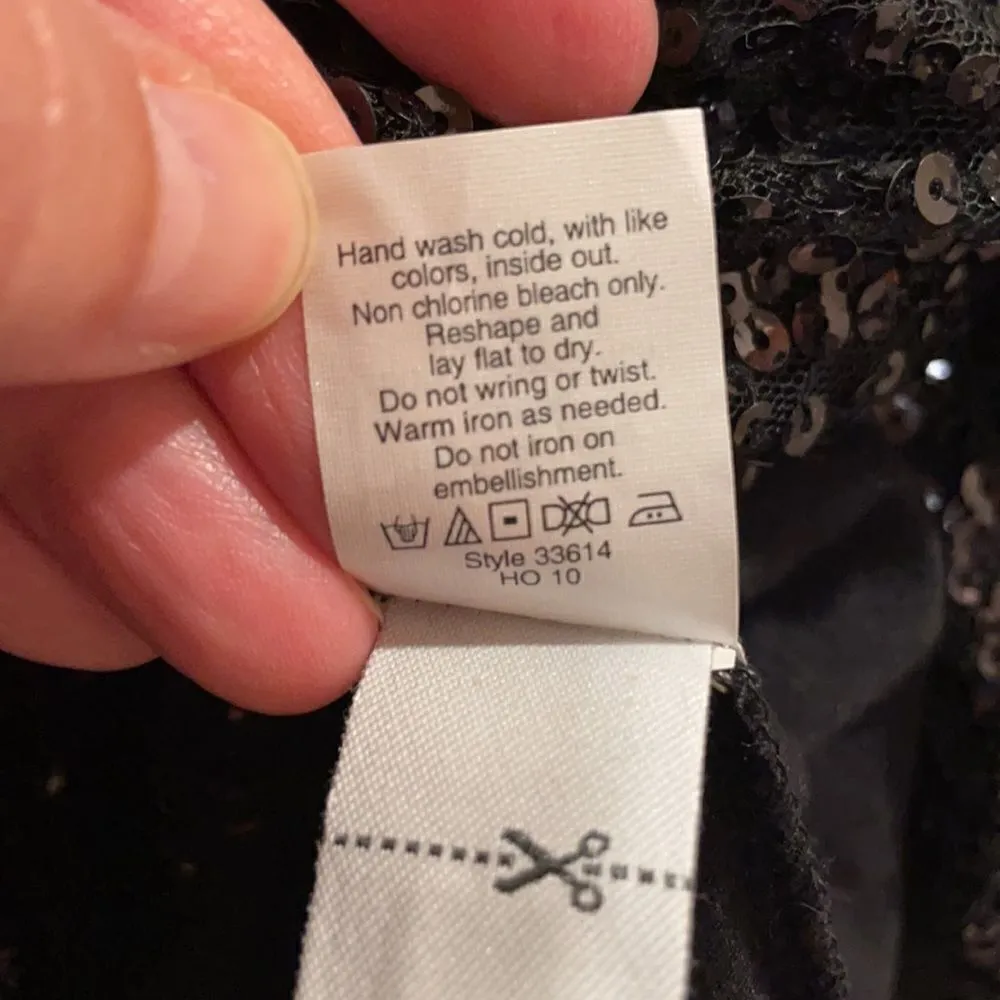 Hand wash cold, with like
colors, inside out.
Non chlorine bleach only.
Reshape and
lay flat to dry.
Do not wring or twist.
Warm iron as needed.
Do not iron on
embellishment.
Style 33614
HO 10